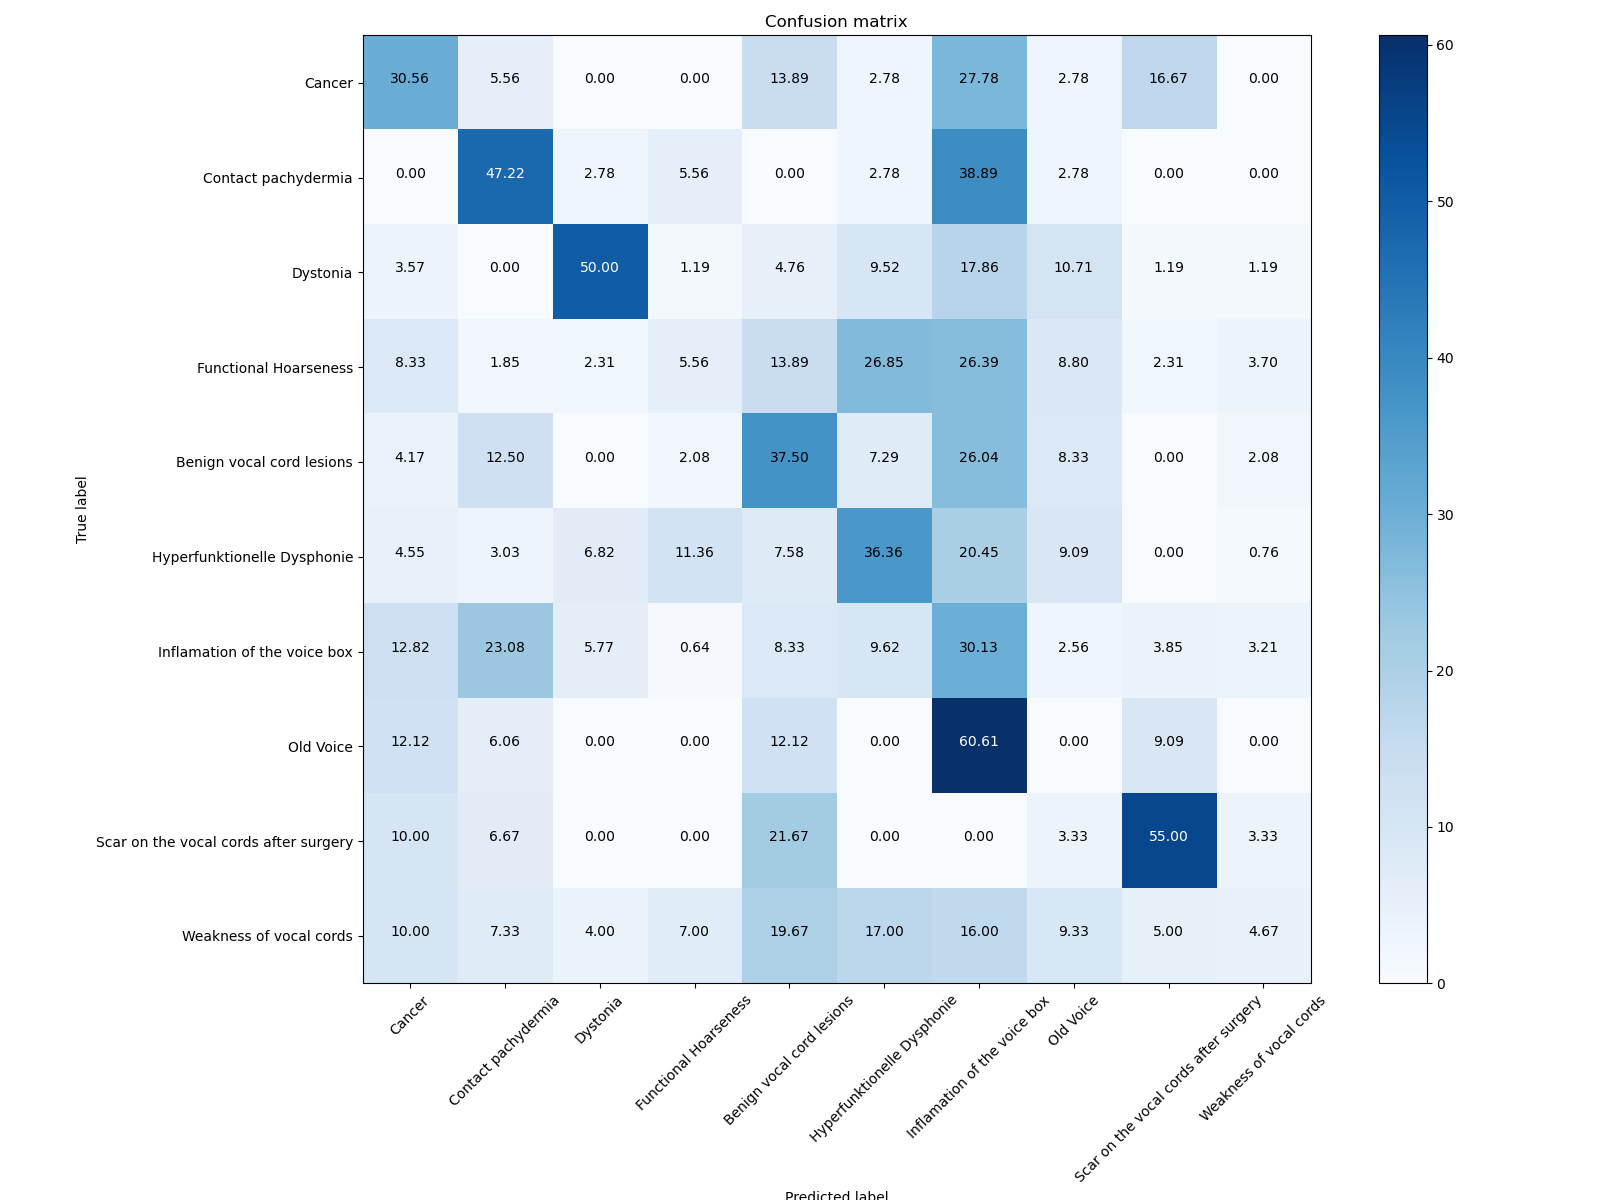 Confusion matrix
True label
Cancer 30.56 5.56 0.00 0.00 13.89 2.78 27.78 2.78 16.67 0.00
Contact pachydermia 0.00 47.22 2.78 5.56 0.00 2.78 38.89 2.78 0.00 0.00
Dystonia 3.57 0.00 50.00 1.19 4.76 9.52 17.86 10.71 1.19 1.19
Functional Hoarseness 8.33 1.85 2.31 5.56 13.89 26.85 26.39 8.80 2.31 3.70
Benign vocal cord lesions 4.17 12.50 0.00 2.08 37.50 7.29 26.04 8.33 0.00 2.08
Hyperfunktionelle Dysphonie 4.55 3.03 6.82 11.36 7.58 36.36 20.45 9.09 0.00 0.76
Inflamation of the voice box 12.82 23.08 5.77 0.64 8.33 9.62 30.13 2.56 3.85 3.21
Old Voice 12.12 6.06 0.00 0.00 12.12 0.00 60.61 0.00 9.09 0.00
Scar on the vocal cords after surgery 10.00 6.67 0.00 0.00 21.67 0.00 0.00 3.33 55.00 3.33
Weakness of vocal cords 10.00 7.33 4.00 7.00 19.67 17.00 16.00 9.33 5.00 4.67
Cancer
Contact pachydermia
Dystonia
Functional Hoarseness
Benign vocal cord lesions
Hyperfunktionelle Dysphonie
Inflamation of the voice box
Old Voice
Scar on the vocal cords after surgery
Weakness of vocal cords
Predicted label
60
50
40
30
20
10
0